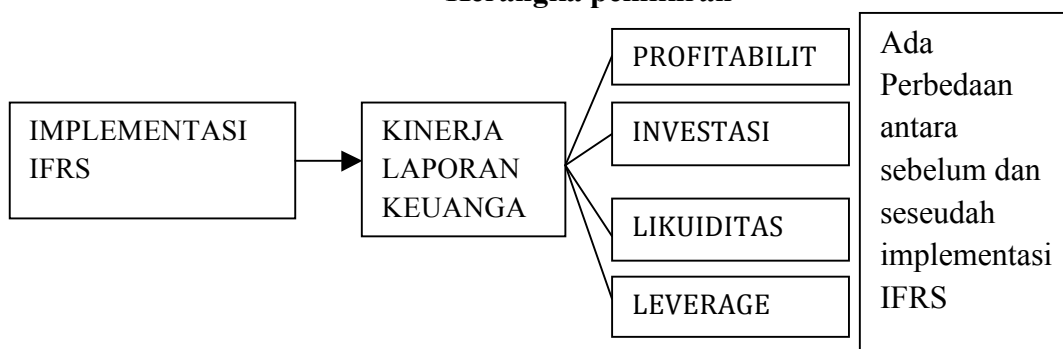 Kerangka pemikiran
IMPLEMENTASI
IFRS
KINERJA
LAPORAN
KEUANGA
PROFITABILIT
INVESTASI
LIKUIDITAS
LEVERAGE
Ada
Perbedaan
antara
sebelum dan
seseudah
implementasi
IFRS